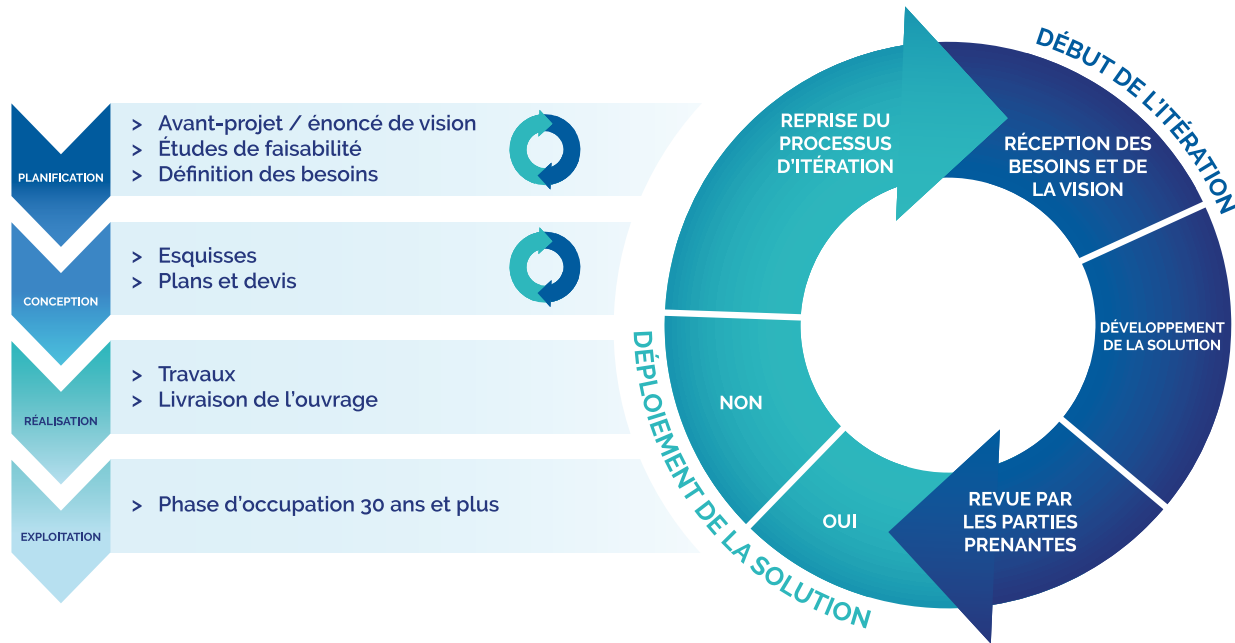 PLANIFICATION
> Avant-projet / énoncé de vision
> Études de faisabilité
> Définition des besoins
CONCEPTION
> Esquisses
> Plans et devis
RÉALISATION
> Travaux
> Livraison de l'ouvrage
EXPLOITATION
> Phase d'occupation 30 ans et plus
DÉBUT DE L'ITÉRATION
RÉCEPTION DES
BESOINS ET DE
LA VISION
DÉVELOPPEMENT
DE LA SOLUTION
REVUE PAR
LES PARTIES
PRENANTES
DÉPLOIEMENT DE LA SOLUTION
OUI
NON
REPRISE DU
PROCESSUS
D'ITÉRATION